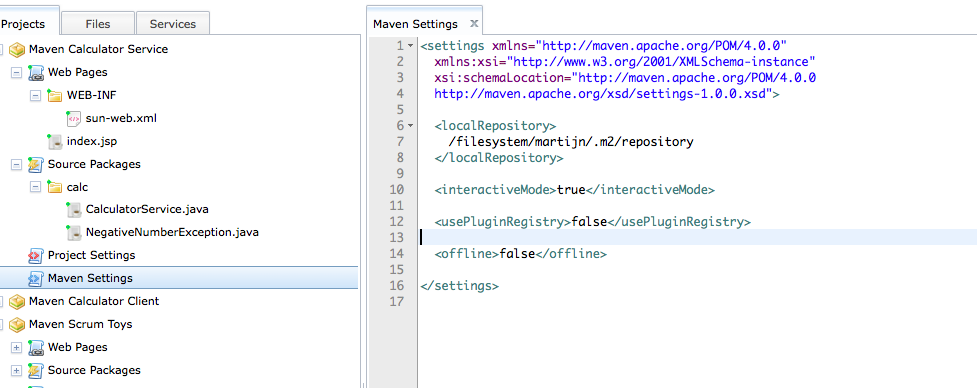 Projects
Files
Services
Maven Calculator Service
Web Pages
WEB-INF
sun-web.xml
index.jsp
Source Packages
calc
CalculatorService.java
NegativeNumberException.java
Project Settings
Maven Settings
Maven Calculator Client
Maven Scrum Toys
Web Pages
Source Packages
Maven Settings x
1 <settings xmlns="http://maven.apache.org/POM/4.0.0"
2 xmlns:xsi="http://www.w3.org/2001/XMLSchema-instance"
3 xsi:schemaLocation="http://maven.apache.org/POM/4.0.0
4 http://maven.apache.org/xsd/settings-1.0.0.xsd">
5
6 <localRepository>
7 /filesystem/martijn/.m2/repository
8 </localRepository>
9
10 <interactiveMode>true</interactiveMode>
11
12 <usePluginRegistry>false</usePluginRegistry>
13
14 <offline>false</offline>
15
16 </settings>
17